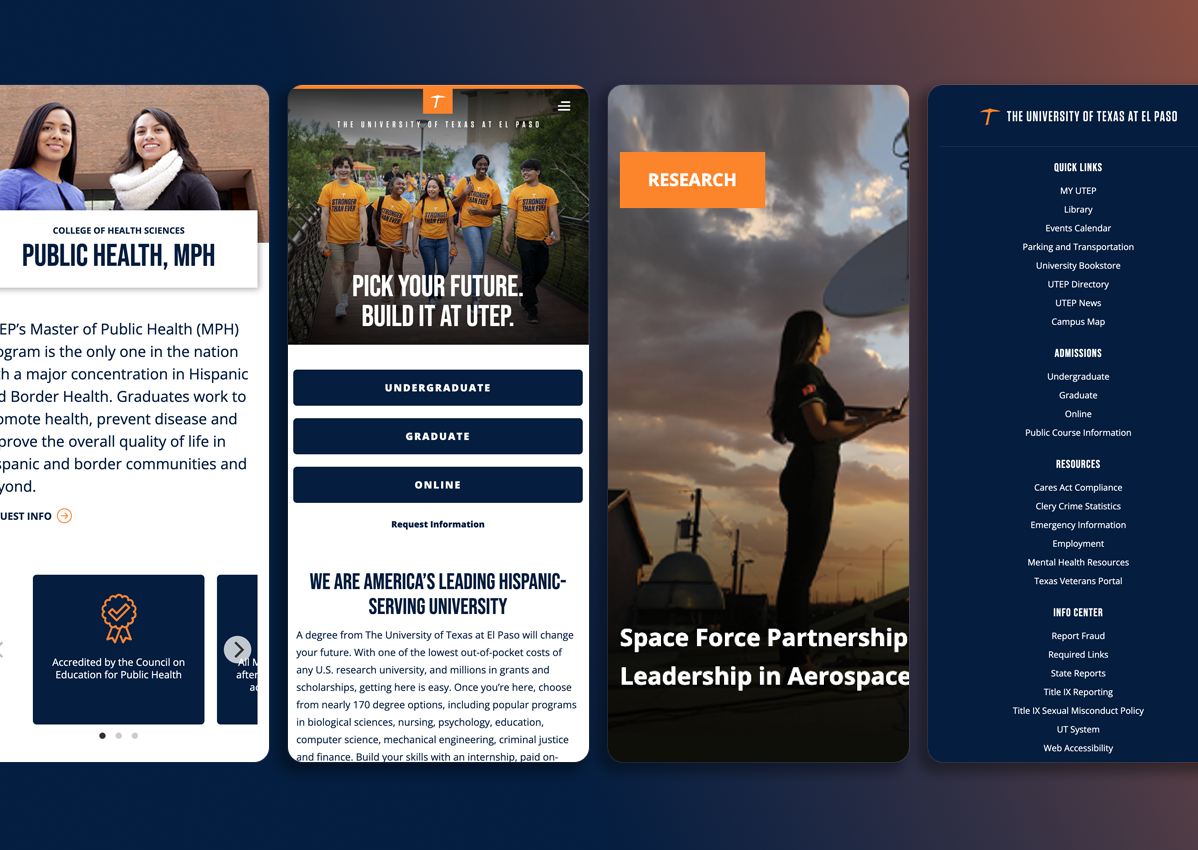 COLLEGE OF HEALTH SCIENCES
PUBLIC HEALTH, MPH
EP's Master of Public Health (MPH)
ogram is the only one in the nation
h a major concentration in Hispanic
d Border Health. Graduates work to
omote health, prevent disease and
prove the overall quality of life in
spanic and border communities and
yond.
UEST INFO
Accredited by the Council on
Education for Public Health
All M
after
ac
THE UNIVERSITY OF TEXAS AT EL PASO
STRONGER
THAN EVER
STRONGER
THAN EVER
STRONGER
THAN EVER
STRONGER
THAN EVER
PICK YOUR FUTURE.
BUILD IT AT UTEP.
UNDERGRADUATE
GRADUATE
ONLINE
Request Information
WE ARE AMERICA'S LEADING HISPANIC-
SERVING UNIVERSITY
A degree from The University of Texas at El Paso will change
your future. With one of the lowest out-of-pocket costs of
any U.S. research university, and millions in grants and
scholarships, getting here is easy. Once you're here, choose
from nearly 170 degree options, including popular programs
in biological sciences, nursing, psychology, education,
computer science, mechanical engineering, criminal justice
and finance. Build your skills with an internship, paid on-
RESEARCH
Space Force Partnership
Leadership in Aerospace
THE UNIVERSITY OF TEXAS AT EL PASO
QUICK LINKS
MY UTEP
Library
Events Calendar
Parking and Transportation
University Bookstore
UTEP Directory
UTEP News
Campus Map
ADMISSIONS
Undergraduate
Graduate
Online
Public Course Information
RESOURCES
Cares Act Compliance
Clery Crime Statistics
Emergency Information
Employment
Mental Health Resources
Texas Veterans Portal
INFO CENTER
Report Fraud
Required Links
State Reports
Title IX Reporting
Title IX Sexual Misconduct Policy
UT System
Web Accessibility